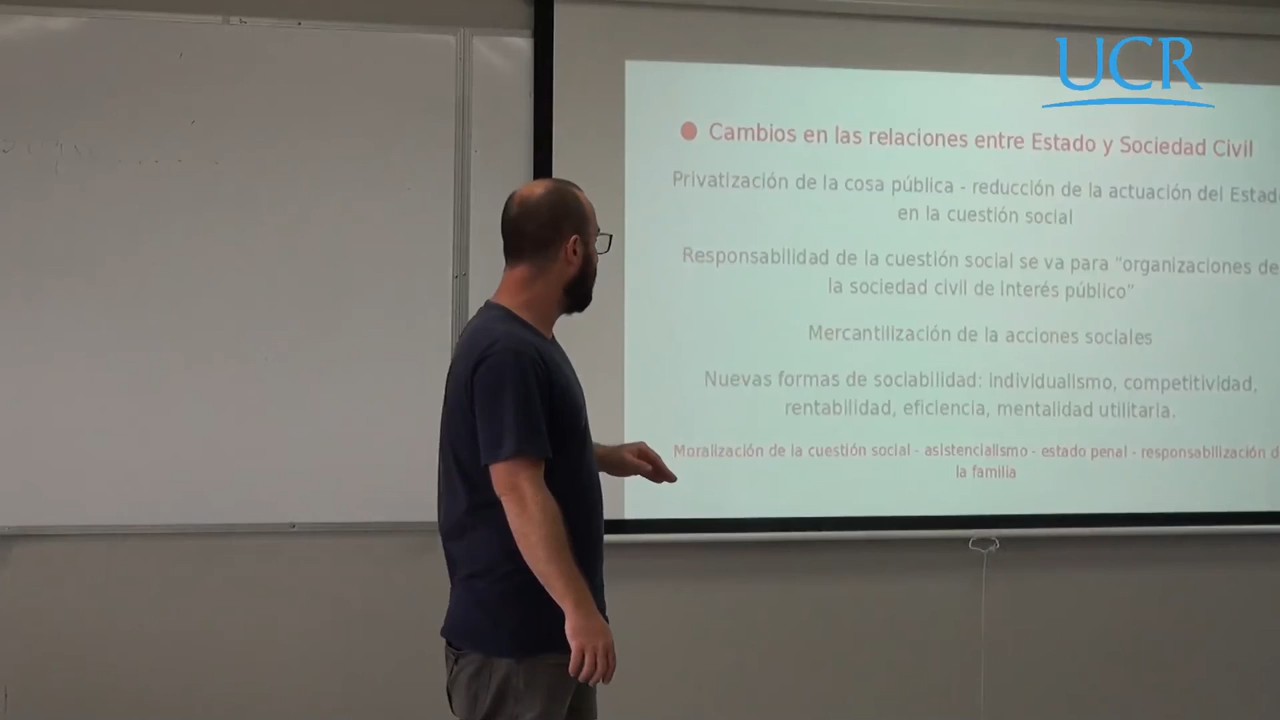 UCR
Cambios en las relaciones entre Estado y Sociedad Civil
Privatización de la cosa pública - reducción de la actuación del Estado
en la cuestión social
Responsabilidad de la cuestión social se va para "organizaciones de
la sociedad civil de interés público"
Mercantilización de la acciones sociales
Nuevas formas de sociabilidad: individualismo, competitividad,
rentabilidad, eficiencia, mentalidad utilitaria.
Moralización de la cuestión social - asistencialismo - estado penal - responsabilización d
la familia